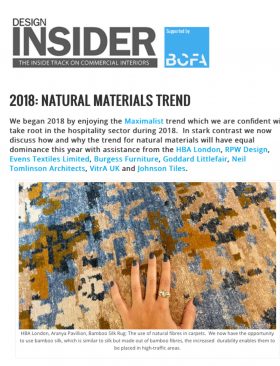 DESIGN
INSIDER
THE INSIDE TRACK ON COMMERCIAL INTERIORS
Supported by
BCFA
2018: NATURAL MATERIALS TREND
We began 2018 by enjoying the Maximalist trend which we are confident wi
take root in the hospitality sector during 2018. In stark contrast we now
discuss how and why the trend for natural materials will have equal
dominance this year with assistance from the HBA London, RPW Design,
Evens Textiles Limited, Burgess Furniture, Goddard Littlefair, Neil
Tomlinson Architects, VitrA UK and Johnson Tiles.
HBA London, Aranya Pavilion, Bamboo Silk Rug: The use of natural fibres in carpets. We now have the opportunity
to use bamboo silk, which is similar to silk but made out of bamboo fibres, the increased durability enables them to
be placed in high-traffic areas.